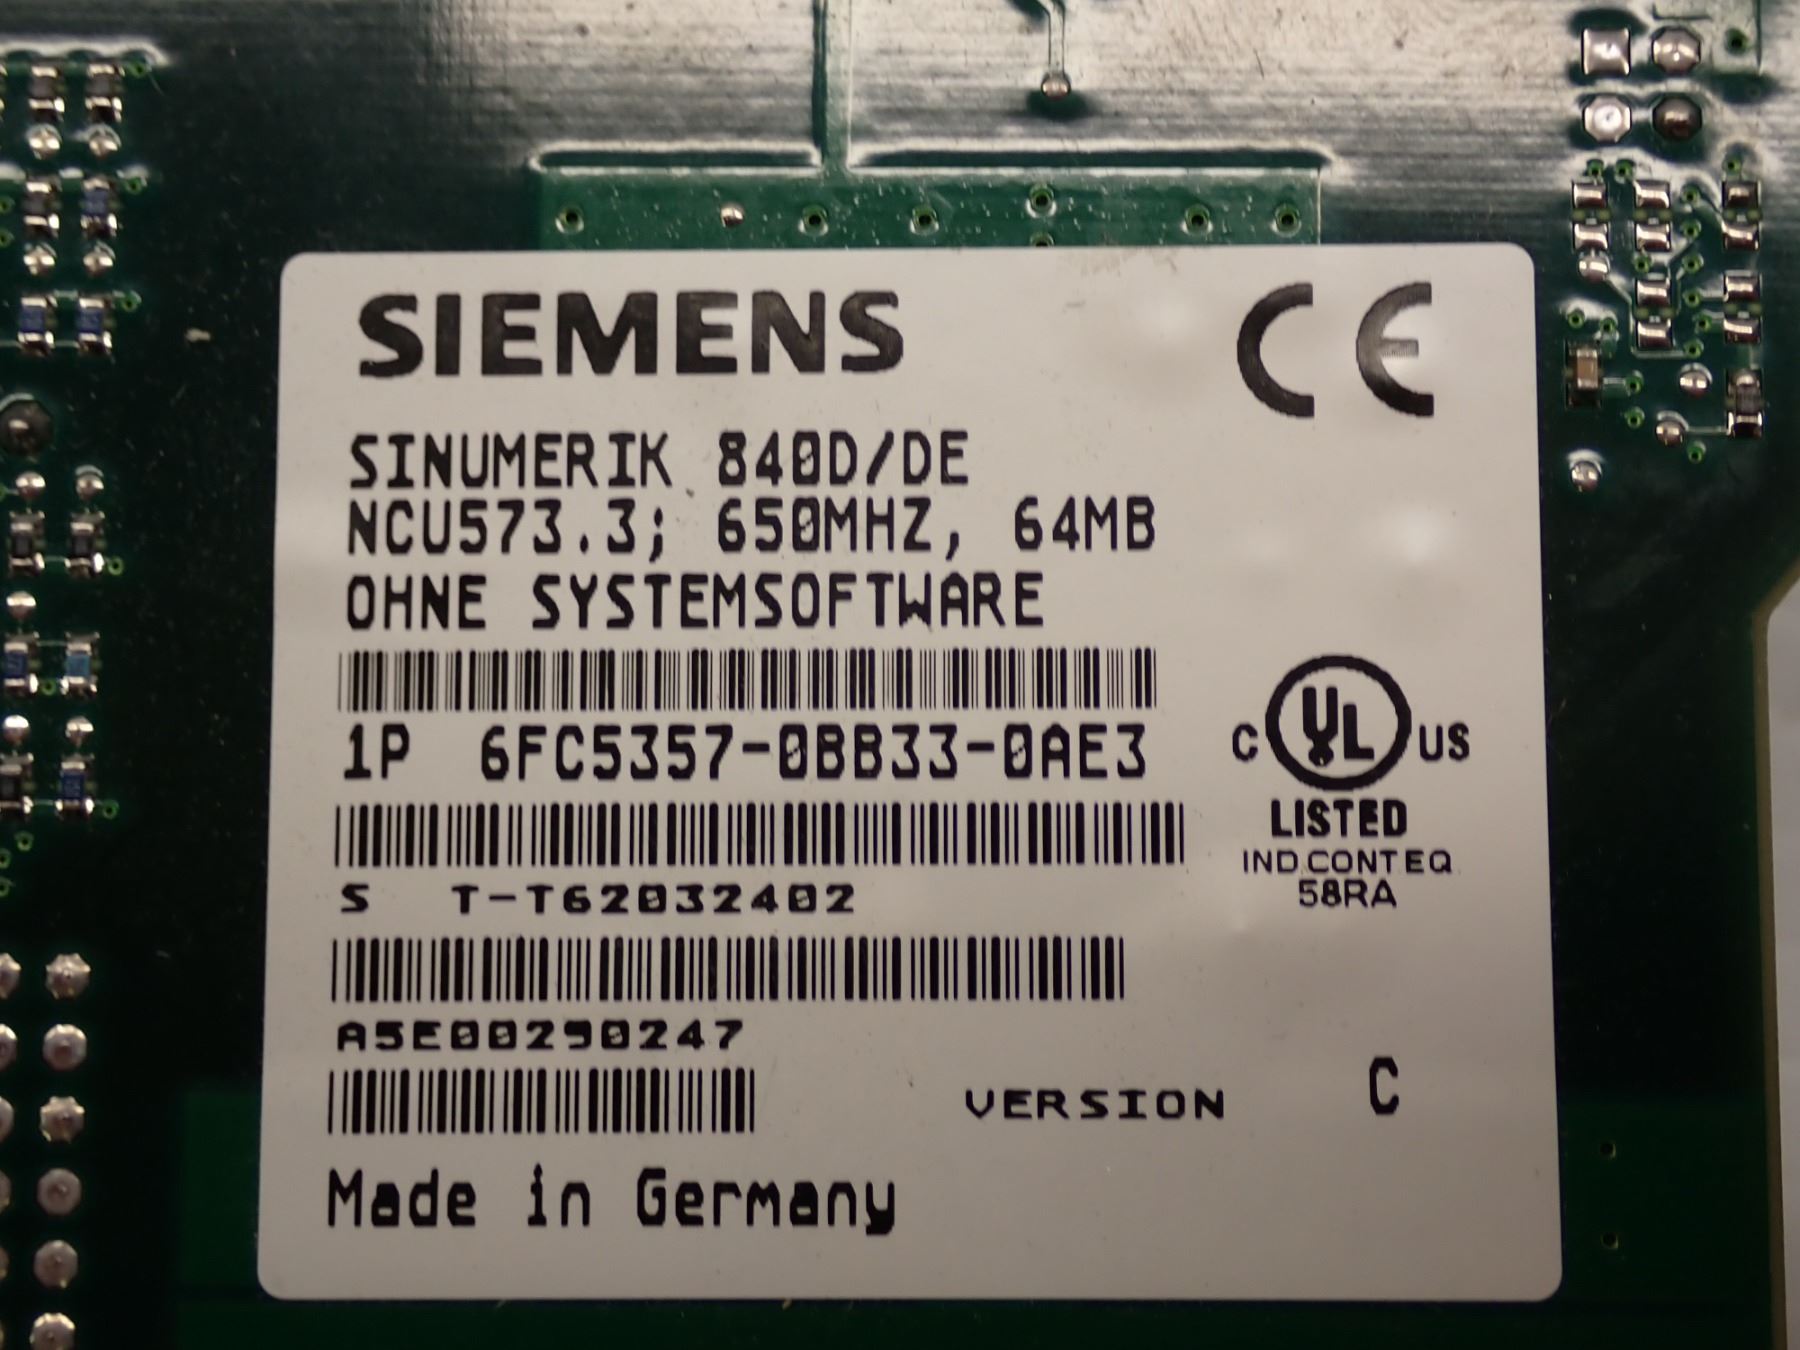 SIEMENS
CE
SINUMERIK 840D/DE
NCU573.3; 650MHZ, 64MB
OHNE SYSTEMSOFTWARE
1P 6FC5357-0BB33-0AE3
C UL US
LISTED
IND.CONT.EQ.
58RA
S T-T62032402
A5E00290247
VERSION C
Made in Germany